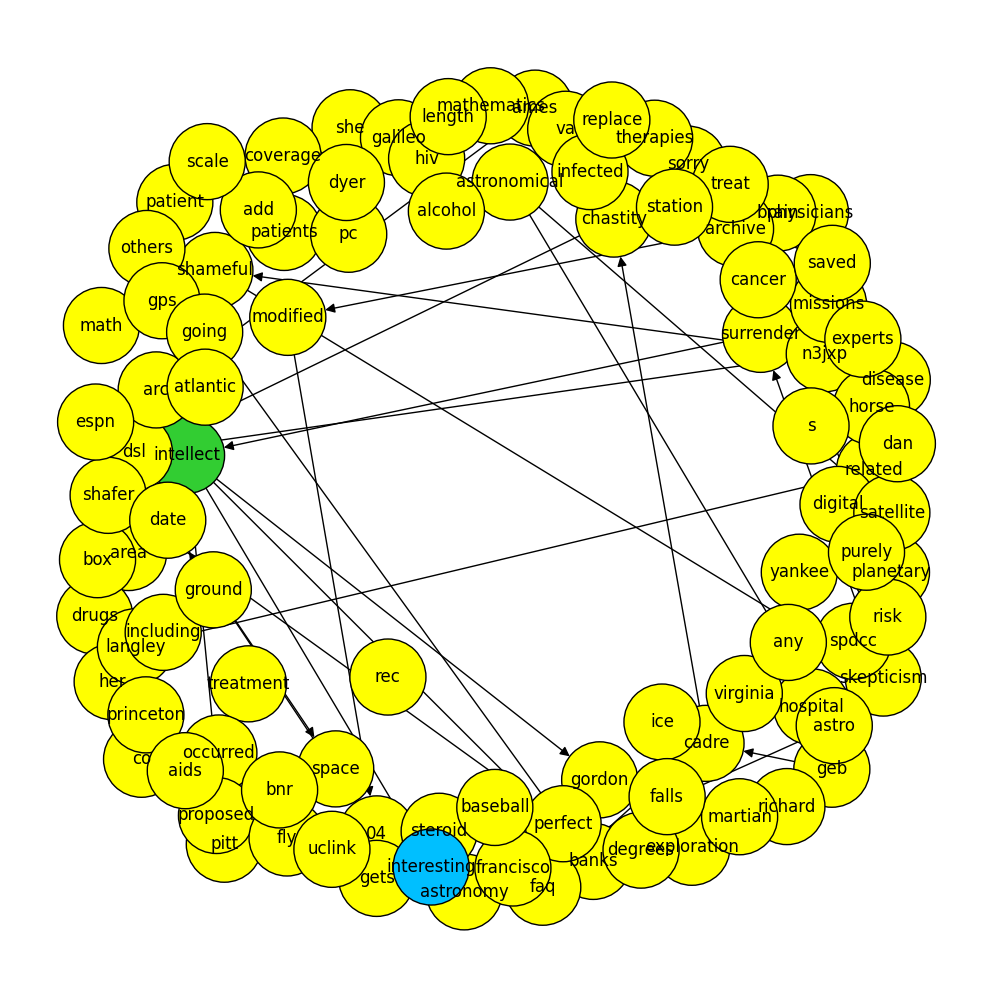 mathematics
ames
length
replace
va
therapies
she
galileo
hiv
coverage
scale
infected
sorry
dyer
astronomical
treat
patient
add
alcohol
station
chastity
physicians
archive
patients
pc
others
shameful
saved
cancer
gps
missions
modified
math
going
surrender
experts
n3jxp
disease
arc
atlantic
horse
espn
s
dan
dsl
intellect
related
shafer
digital
satellite
date
box
area
purely
yankee
planetary
ground
drugs
including
risk
langley
any
spdcc
her
treatment
rec
skepticism
virginia
princeton
hospital
ice
astro
cadre
occurred
co
aids
space
geb
gordon
bnr
falls
baseball
richard
proposed
martian
perfect
04
steroid
fly
pitt
uclink
degrees
exploration
banks
interesting
francisco
gets
astronomy
faq